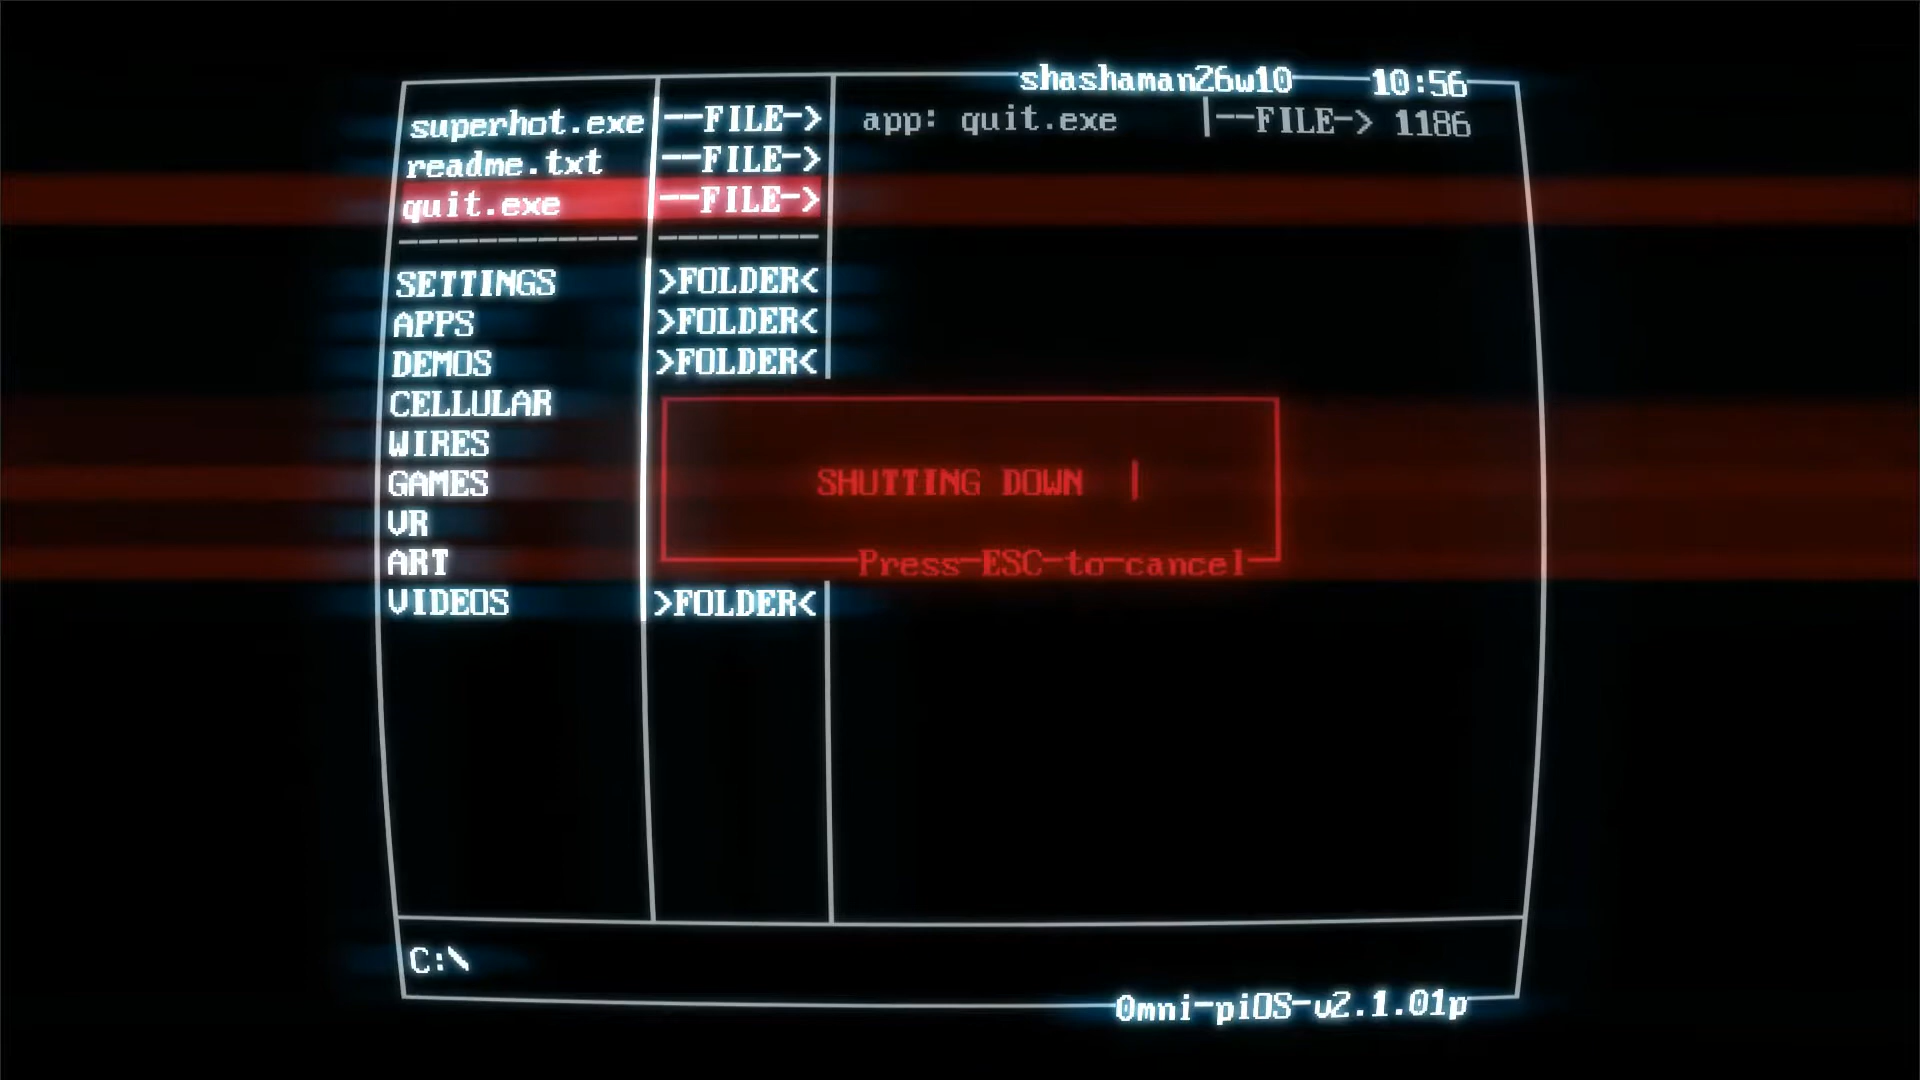 shashaman26w10 10:56
superhot.exe --FILE-> app: quit.exe |--FILE-> 1186
readme.txt --FILE->
quit.exe --FILE->
SETTINGS >FOLDER<
APPS >FOLDER<
DEMOS >FOLDER<
CELLULAR
WIRES
GAMES
VR
ART
VIDEOS >FOLDER<
SHUTTING DOWN |
Press-ESC-to-cancel
C:\
Omni-piOS-v2.1.01p